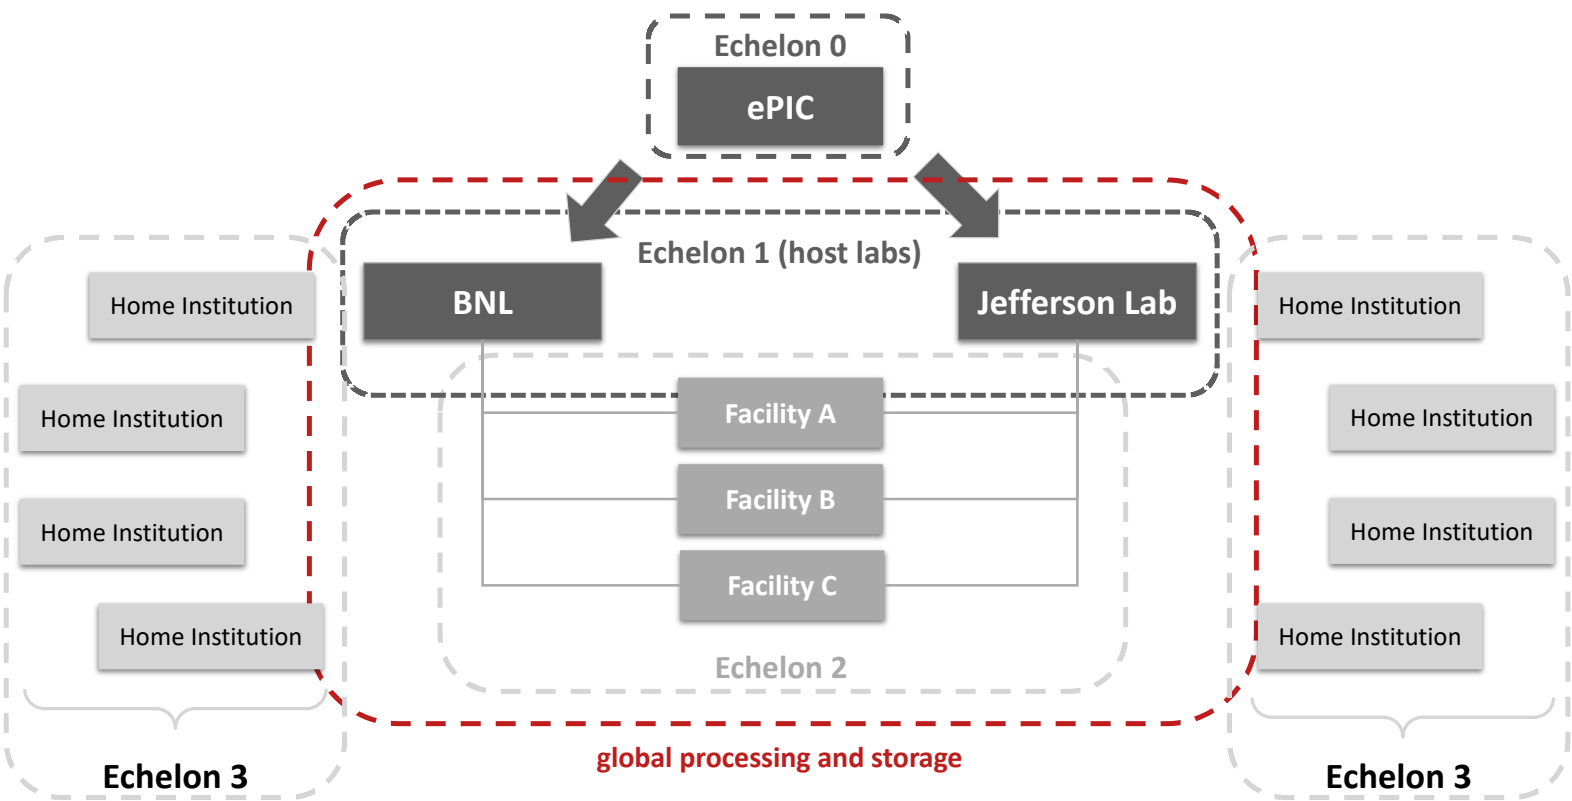 Echelon 0
ePIC
Echelon 1 (host labs)
BNL
Jefferson Lab
Home Institution
Home Institution
Home Institution
Home Institution
Facility A
Facility B
Facility C
Echelon 2
Home Institution
Home Institution
Home Institution
Home Institution
global processing and storage
Echelon 3
Echelon 3